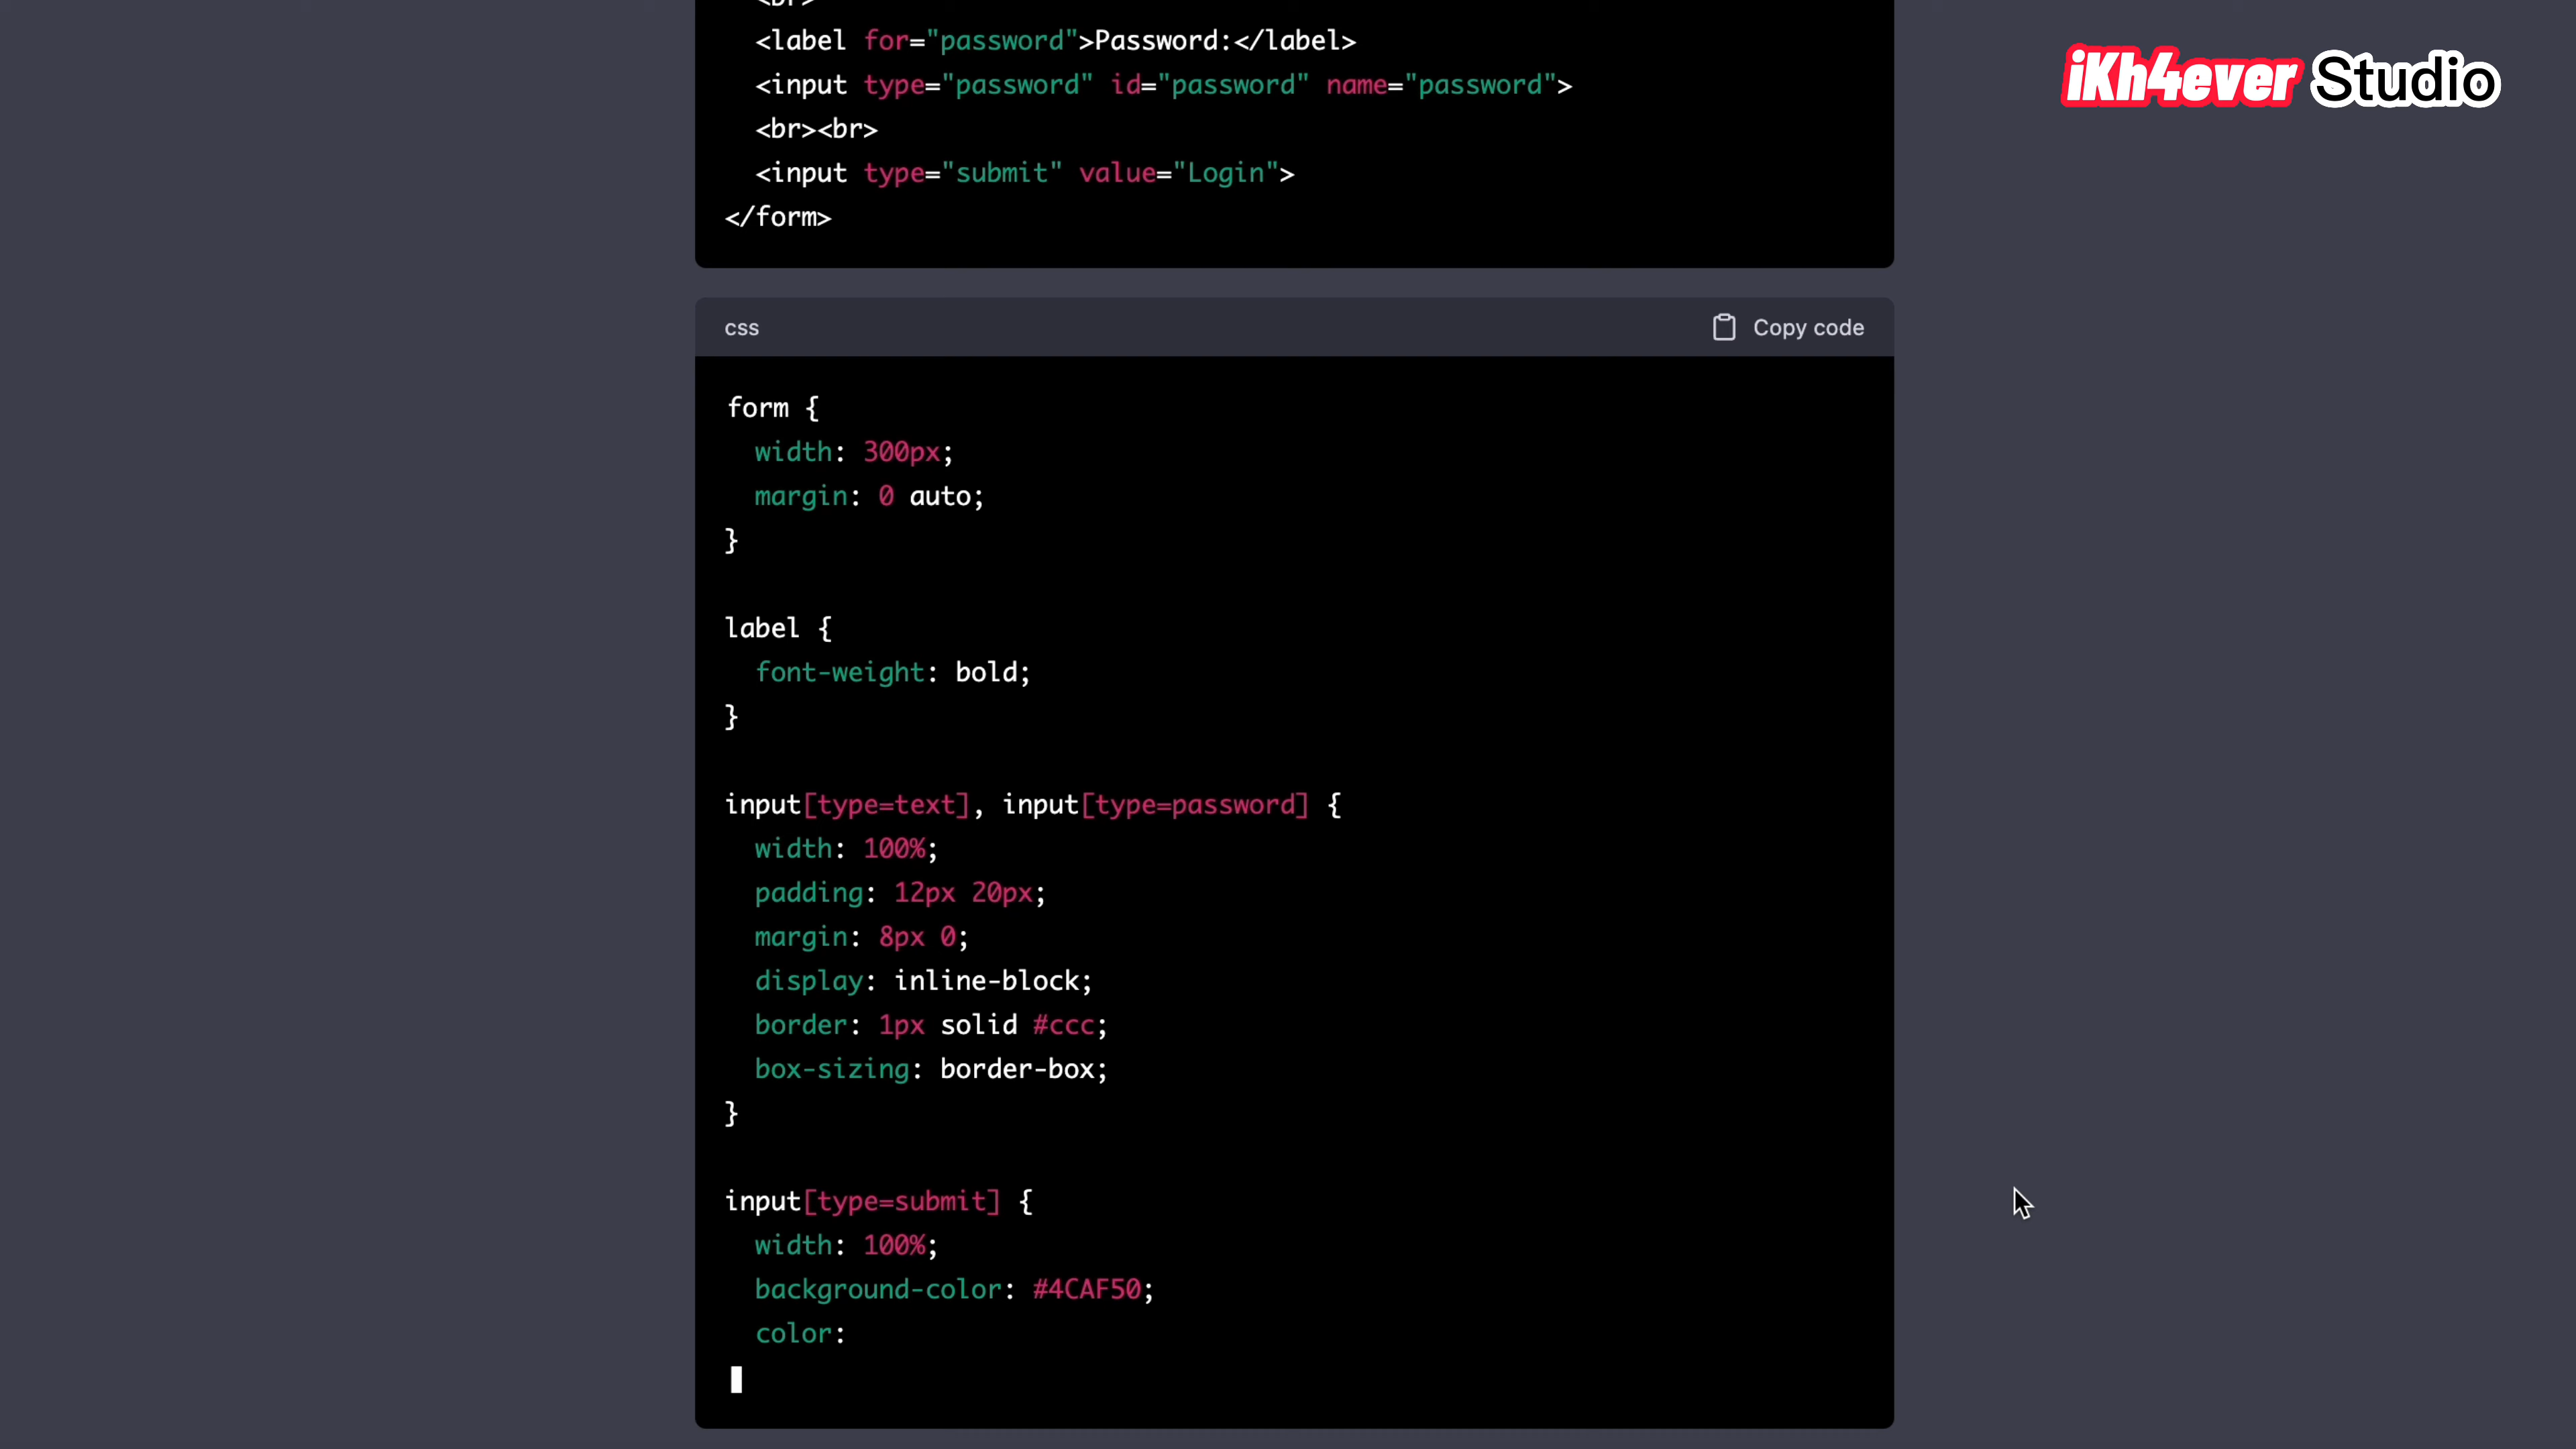 <br>
<label for="password">Password:</label>
<input type="password" id="password" name="password">
<br><br>
<input type="submit" value="Login">
</form>
iKh4ever Studio
css
Copy code
form {
width: 300px;
margin: 0 auto;
}
label {
font-weight: bold;
}
input[type=text], input[type=password] {
width: 100%;
padding: 12px 20px;
margin: 8px 0;
display: inline-block;
border: 1px solid #ccc;
box-sizing: border-box;
}
input[type=submit] {
width: 100%;
background-color: #4CAF50;
color: